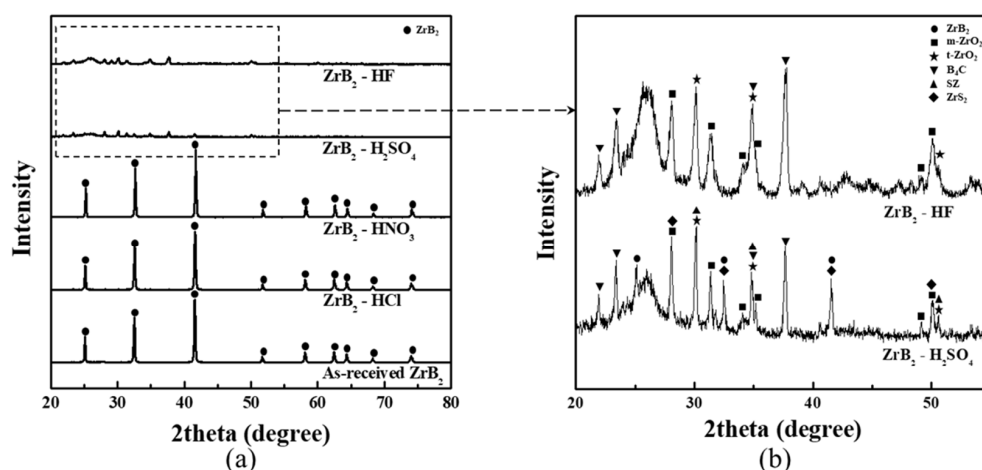 (a)
● ZrB2
ZrB2 - HF
ZrB2 - H2SO4
ZrB2 - HNO3
ZrB2 - HCl
As-received ZrB2
Intensity
20 30 40 50 60 70 80
2theta (degree)
(a)
(b)
● ZrB2
■ m-ZrO2
★ t-ZrO2
▼ B4C
▲ SZ
◆ ZrS2
ZrB2 - HF
ZrB2 - H2SO4
Intensity
20 30 40 50
2theta (degree)
(b)